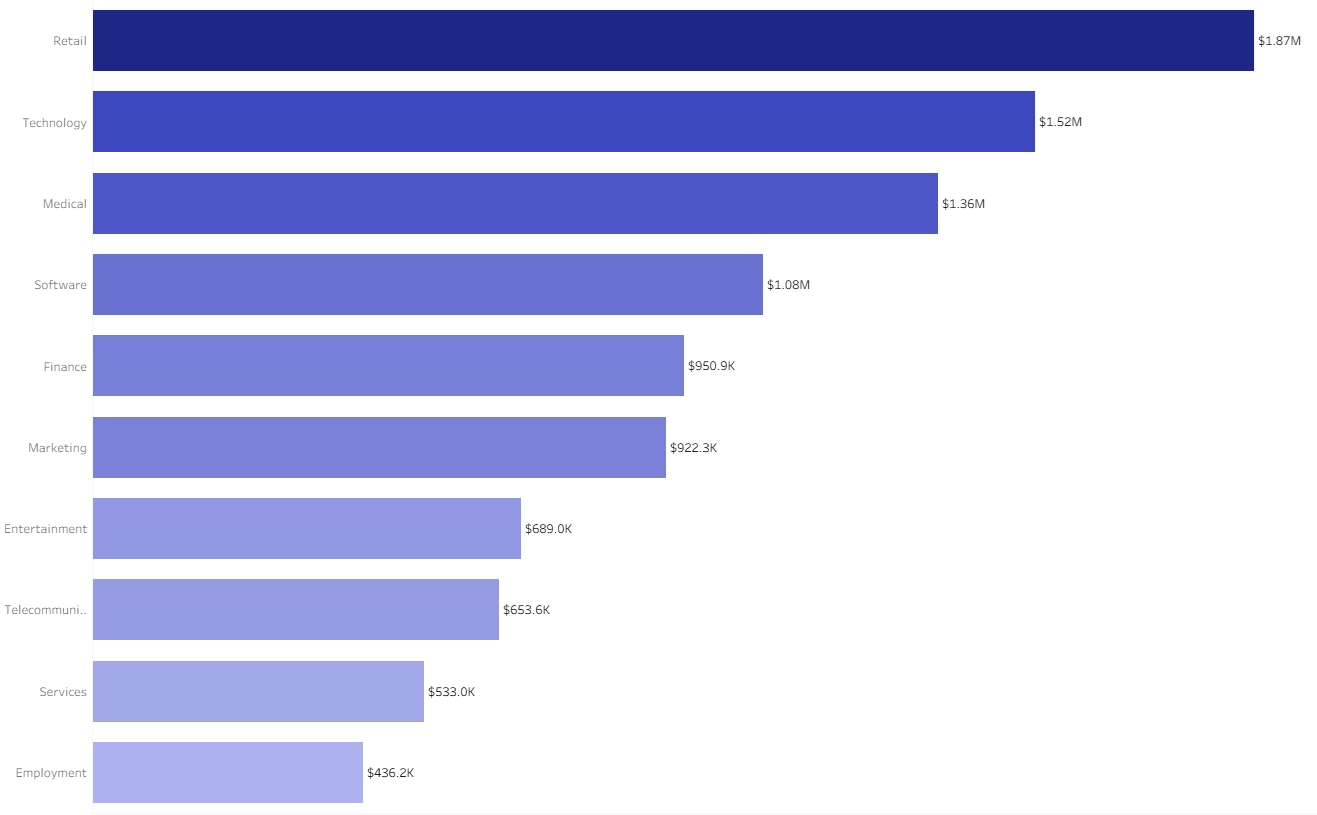 Retail $1.87M
Technology $1.52M
Medical $1.36M
Software $1.08M
Finance $950.9K
Marketing $922.3K
Entertainment $689.0K
Telecommuni.. $653.6K
Services $533.0K
Employment $436.2K